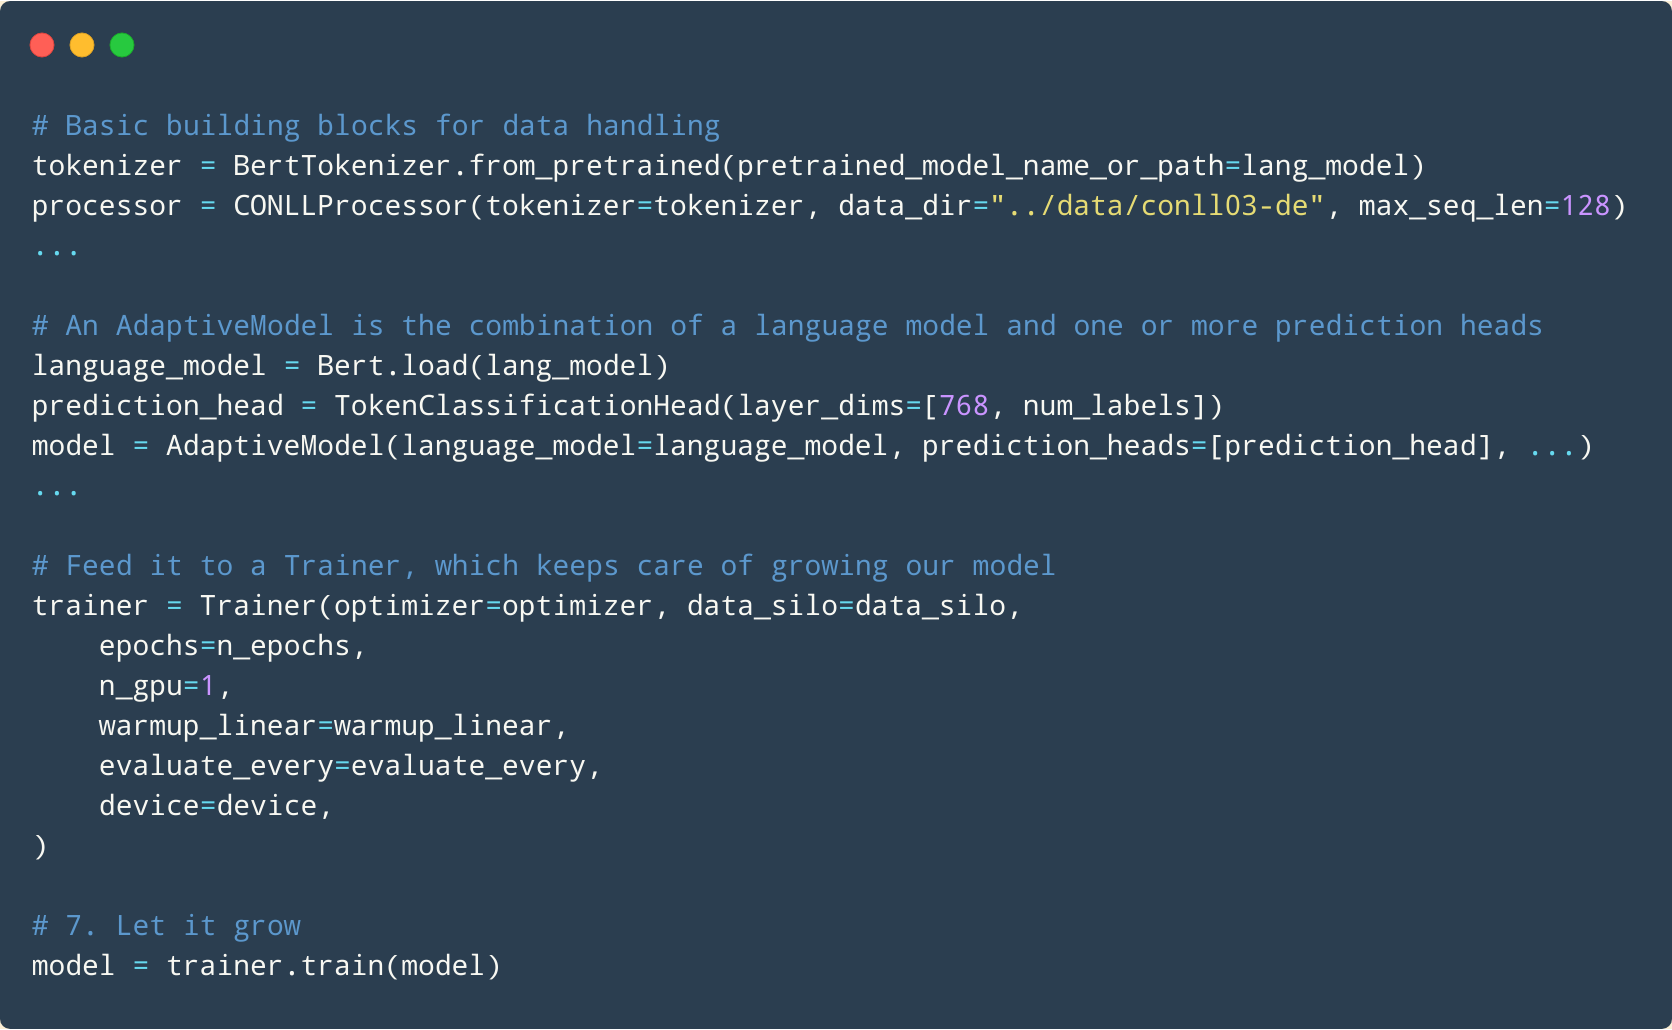 # Basic building blocks for data handling
tokenizer = BertTokenizer.from_pretrained(pretrained_model_name_or_path=lang_model)
processor = CONLLProcessor(tokenizer=tokenizer, data_dir="../data/conll03-de", max_seq_len=128)
...
# An AdaptiveModel is the combination of a language model and one or more prediction heads
language_model = Bert.load(lang_model)
prediction_head = TokenClassificationHead(layer_dims=[768, num_labels])
model = AdaptiveModel(language_model=language_model, prediction_heads=[prediction_head], ...)
...
# Feed it to a Trainer, which keeps care of growing our model
trainer = Trainer(optimizer=optimizer, data_silo=data_silo,
    epochs=n_epochs,
    n_gpu=1,
    warmup_linear=warmup_linear,
    evaluate_every=evaluate_every,
    device=device,
)
# 7. Let it grow
model = trainer.train(model)